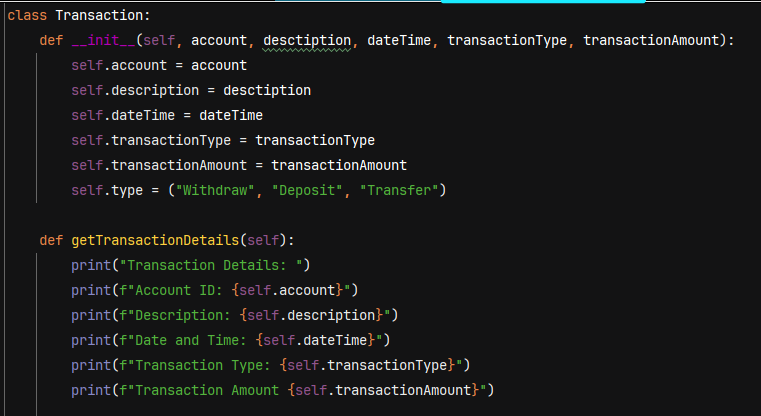 class Transaction:
    def __init__(self, account, desctiption, dateTime, transactionType, transactionAmount):
        self.account = account
        self.description = desctiption
        self.dateTime = dateTime
        self.transactionType = transactionType
        self.transactionAmount = transactionAmount
        self.type = ("Withdraw", "Deposit", "Transfer")

    def getTransactionDetails(self):
        print("Transaction Details: ")
        print(f"Account ID: {self.account}")
        print(f"Description: {self.description}")
        print(f"Date and Time: {self.dateTime}")
        print(f"Transaction Type: {self.transactionType}")
        print(f"Transaction Amount {self.transactionAmount}")